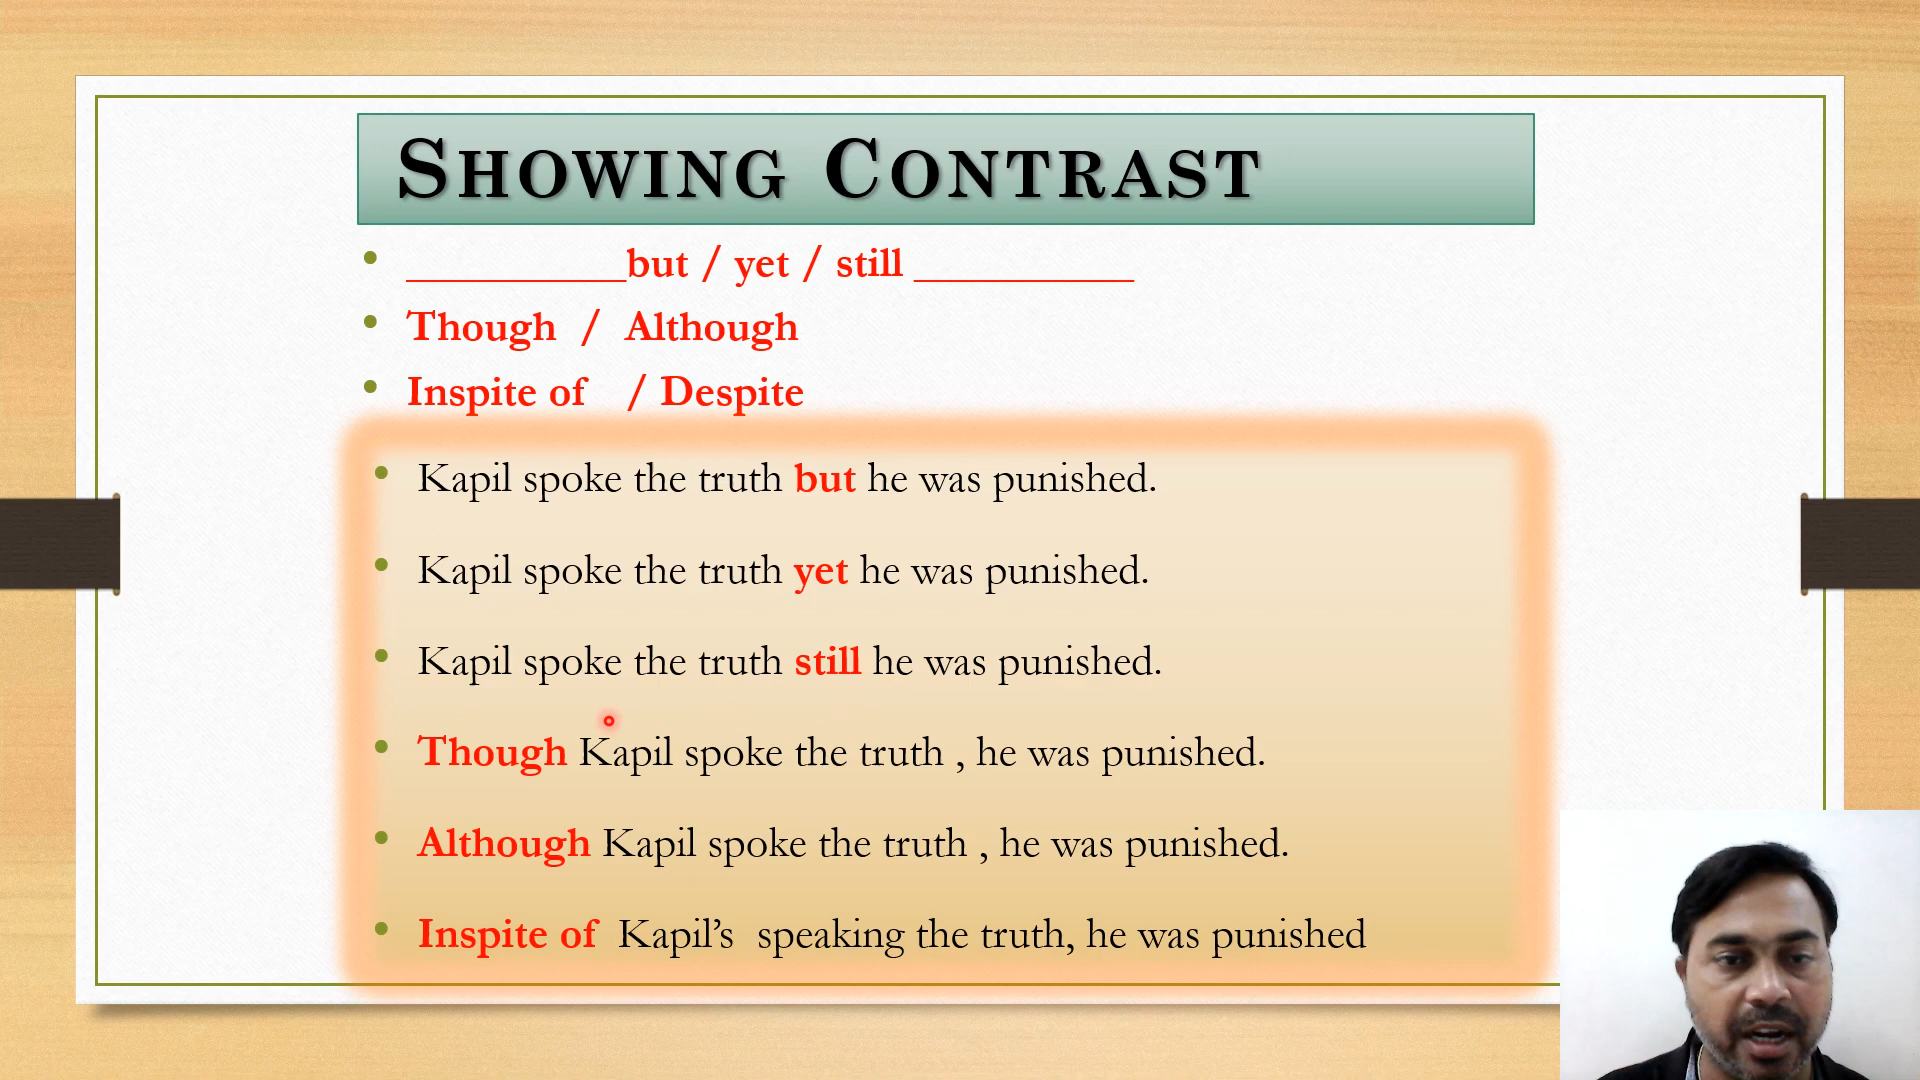 SHOWING CONTRAST
__________but / yet / still __________
Though / Although
Inspite of / Despite
Kapil spoke the truth but he was punished.
Kapil spoke the truth yet he was punished.
Kapil spoke the truth still he was punished.
Though Kapil spoke the truth , he was punished.
Although Kapil spoke the truth , he was punished.
Inspite of Kapil’s speaking the truth, he was punished